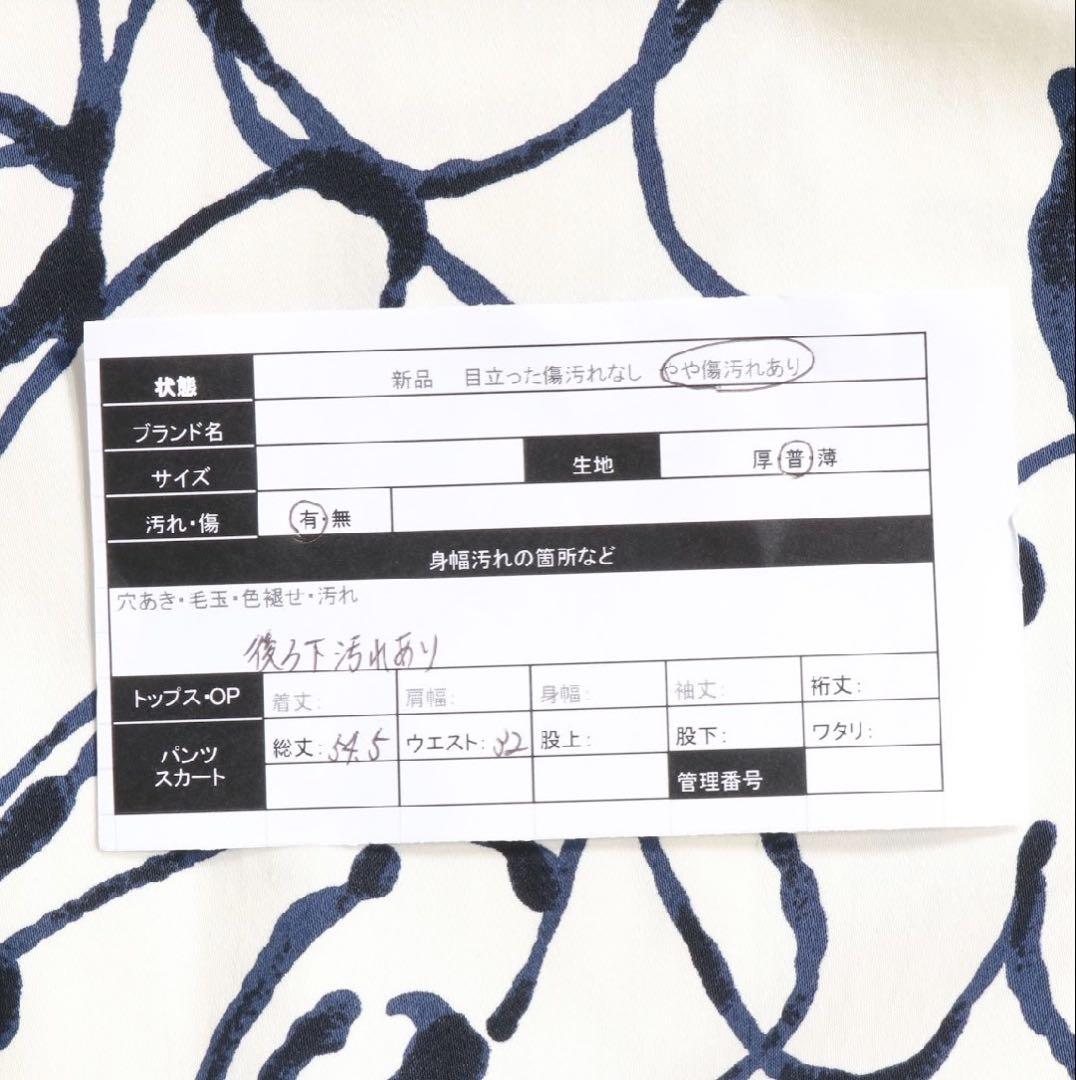 状態 新品 目立った傷汚れなし やや傷汚れあり
ブランド名
サイズ 生地 厚・普・薄
汚れ・傷 有・無
身幅汚れの箇所など
穴あき・毛玉・色褪せ・汚れ
後ろ下汚れあり
トップス・OP 着丈: 肩幅: 身幅: 袖丈: 裄丈:
パンツ スカート 総丈: 54.5 ウエスト: 32 股上: 股下: ワタリ:
管理番号